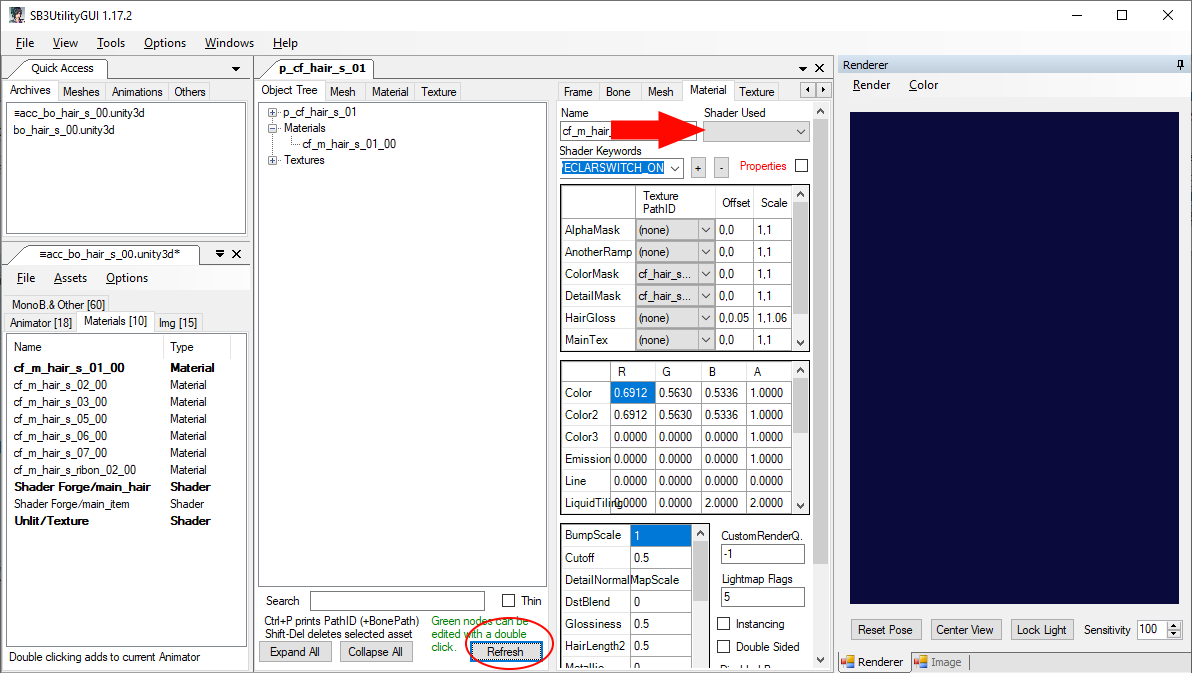 SB3UtilityGUI 1.17.2
File View Tools Options Windows Help
Quick Access
Archives Meshes Animations Others
≡acc_bo_hair_s_00.unity3d
bo_hair_s_00.unity3d
≡acc_bo_hair_s_00.unity3d*
File Assets Options
MonoB.& Other [60]
Animator [18] Materials [10] Img [15]
Name Type
cf_m_hair_s_01_00 Material
cf_m_hair_s_02_00 Material
cf_m_hair_s_03_00 Material
cf_m_hair_s_05_00 Material
cf_m_hair_s_06_00 Material
cf_m_hair_s_07_00 Material
cf_m_hair_s_ribon_02_00 Material
Shader Forge/main_hair Shader
Shader Forge/main_item Shader
Unlit/Texture Shader
Double clicking adds to current Animator
p_cf_hair_s_01
Object Tree Mesh Material Texture
p_cf_hair_s_01
Materials
cf_m_hair_s_01_00
Textures
Search Thin
Ctrl+P prints PathID (+BonePath)
Shift-Del deletes selected asset
Green nodes can be
edited with a double
click.
Expand All Collapse All Refresh
Frame Bone Mesh Material Texture
Name Shader Used
cf_m_hair_
Shader Keywords
ECLARSWITCH_ON + - Properties
Texture
PathID Offset Scale
AlphaMask (none) 0,0 1,1
AnotherRamp (none) 0,0 1,1
ColorMask cf_hair_s... 0,0 1,1
DetailMask cf_hair_s... 0,0 1,1
HairGloss (none) 0,0.05 1,1.06
MainTex (none) 0,0 1,1
R G B A
Color 0.6912 0.5630 0.5336 1.0000
Color2 0.6912 0.5630 0.5336 1.0000
Color3 0.0000 0.0000 0.0000 1.0000
Emission 0.0000 0.0000 0.0000 1.0000
Line 0.0000 0.0000 0.0000 0.0000
LiquidTiling 0.0000 0.0000 2.0000 2.0000
BumpScale 1
Cutoff 0.5
DetailNormalMapScale
DstBlend 0
Glossiness 0.5
HairLength2 0.5
Metallic 0
CustomRenderQ.
-1
Lightmap Flags
5
Instancing
Double Sided
Renderer
Render Color
Reset Pose Center View Lock Light Sensitivity 100
Renderer Image